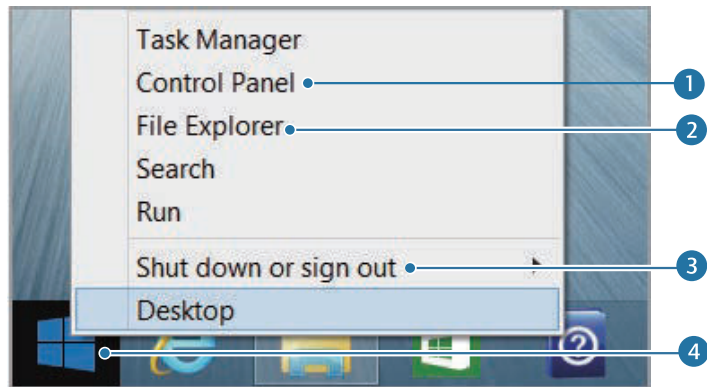 Task Manager
Control Panel 1
File Explorer 2
Search
Run
Shut down or sign out 3
Desktop
? 4